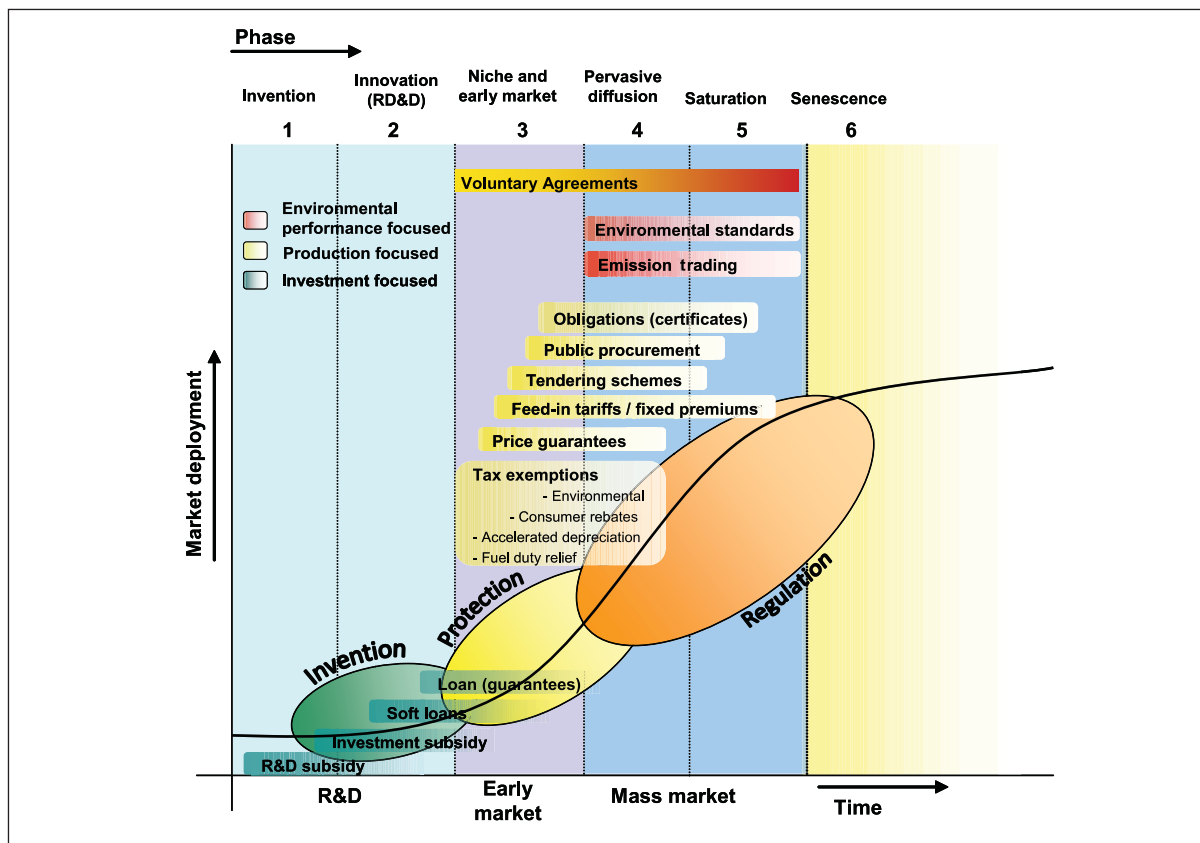 Phase
Invention
Innovation
(RD&D)
Niche and
early market
Pervasive
diffusion
Saturation
Senescence
1
2
3
4
5
6
Voluntary Agreements
Environmental
performance focused
Production focused
Investment focused
Environmental standards
Emission trading
Obligations (certificates)
Public procurement
Tendering schemes
Feed-in tariffs / fixed premiums
Price guarantees
Tax exemptions
- Environmental
- Consumer rebates
- Accelerated depreciation
- Fuel duty relief
Market deployment
Invention
Protection
Regulation
Loan (guarantees)
Soft loans
Investment subsidy
R&D subsidy
R&D
Early
market
Mass market
Time